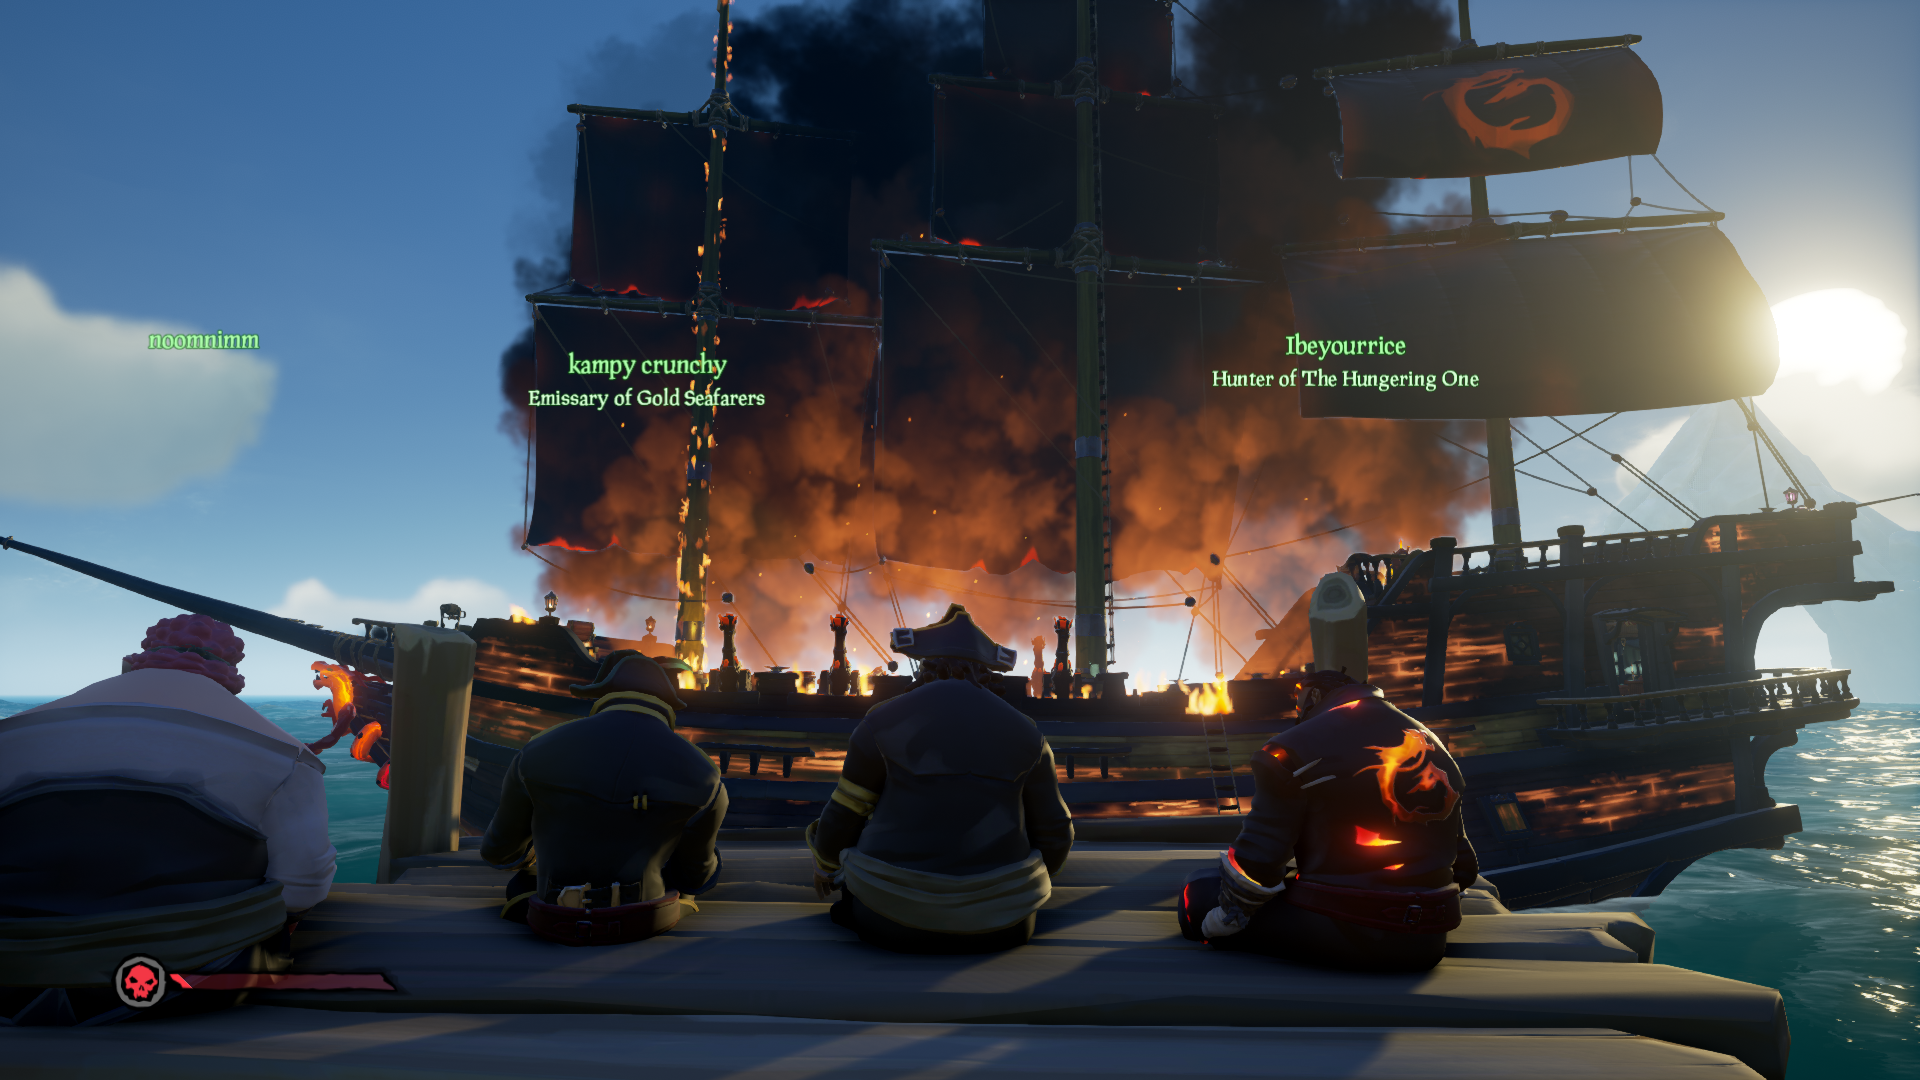 noomnimm
kampy crunchy
Emissary of Gold Seafarers
Ibeyourrice
Hunter of The Hungering One